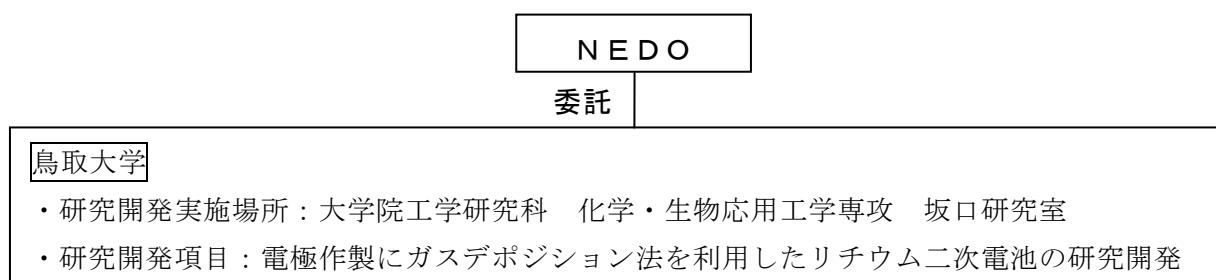 ＮＥＤＯ
委託
鳥取大学
・研究開発実施場所：大学院工学研究科　化学・生物応用工学専攻　坂口研究室
・研究開発項目：電極作製にガスデポジション法を利用したリチウム二次電池の研究開発